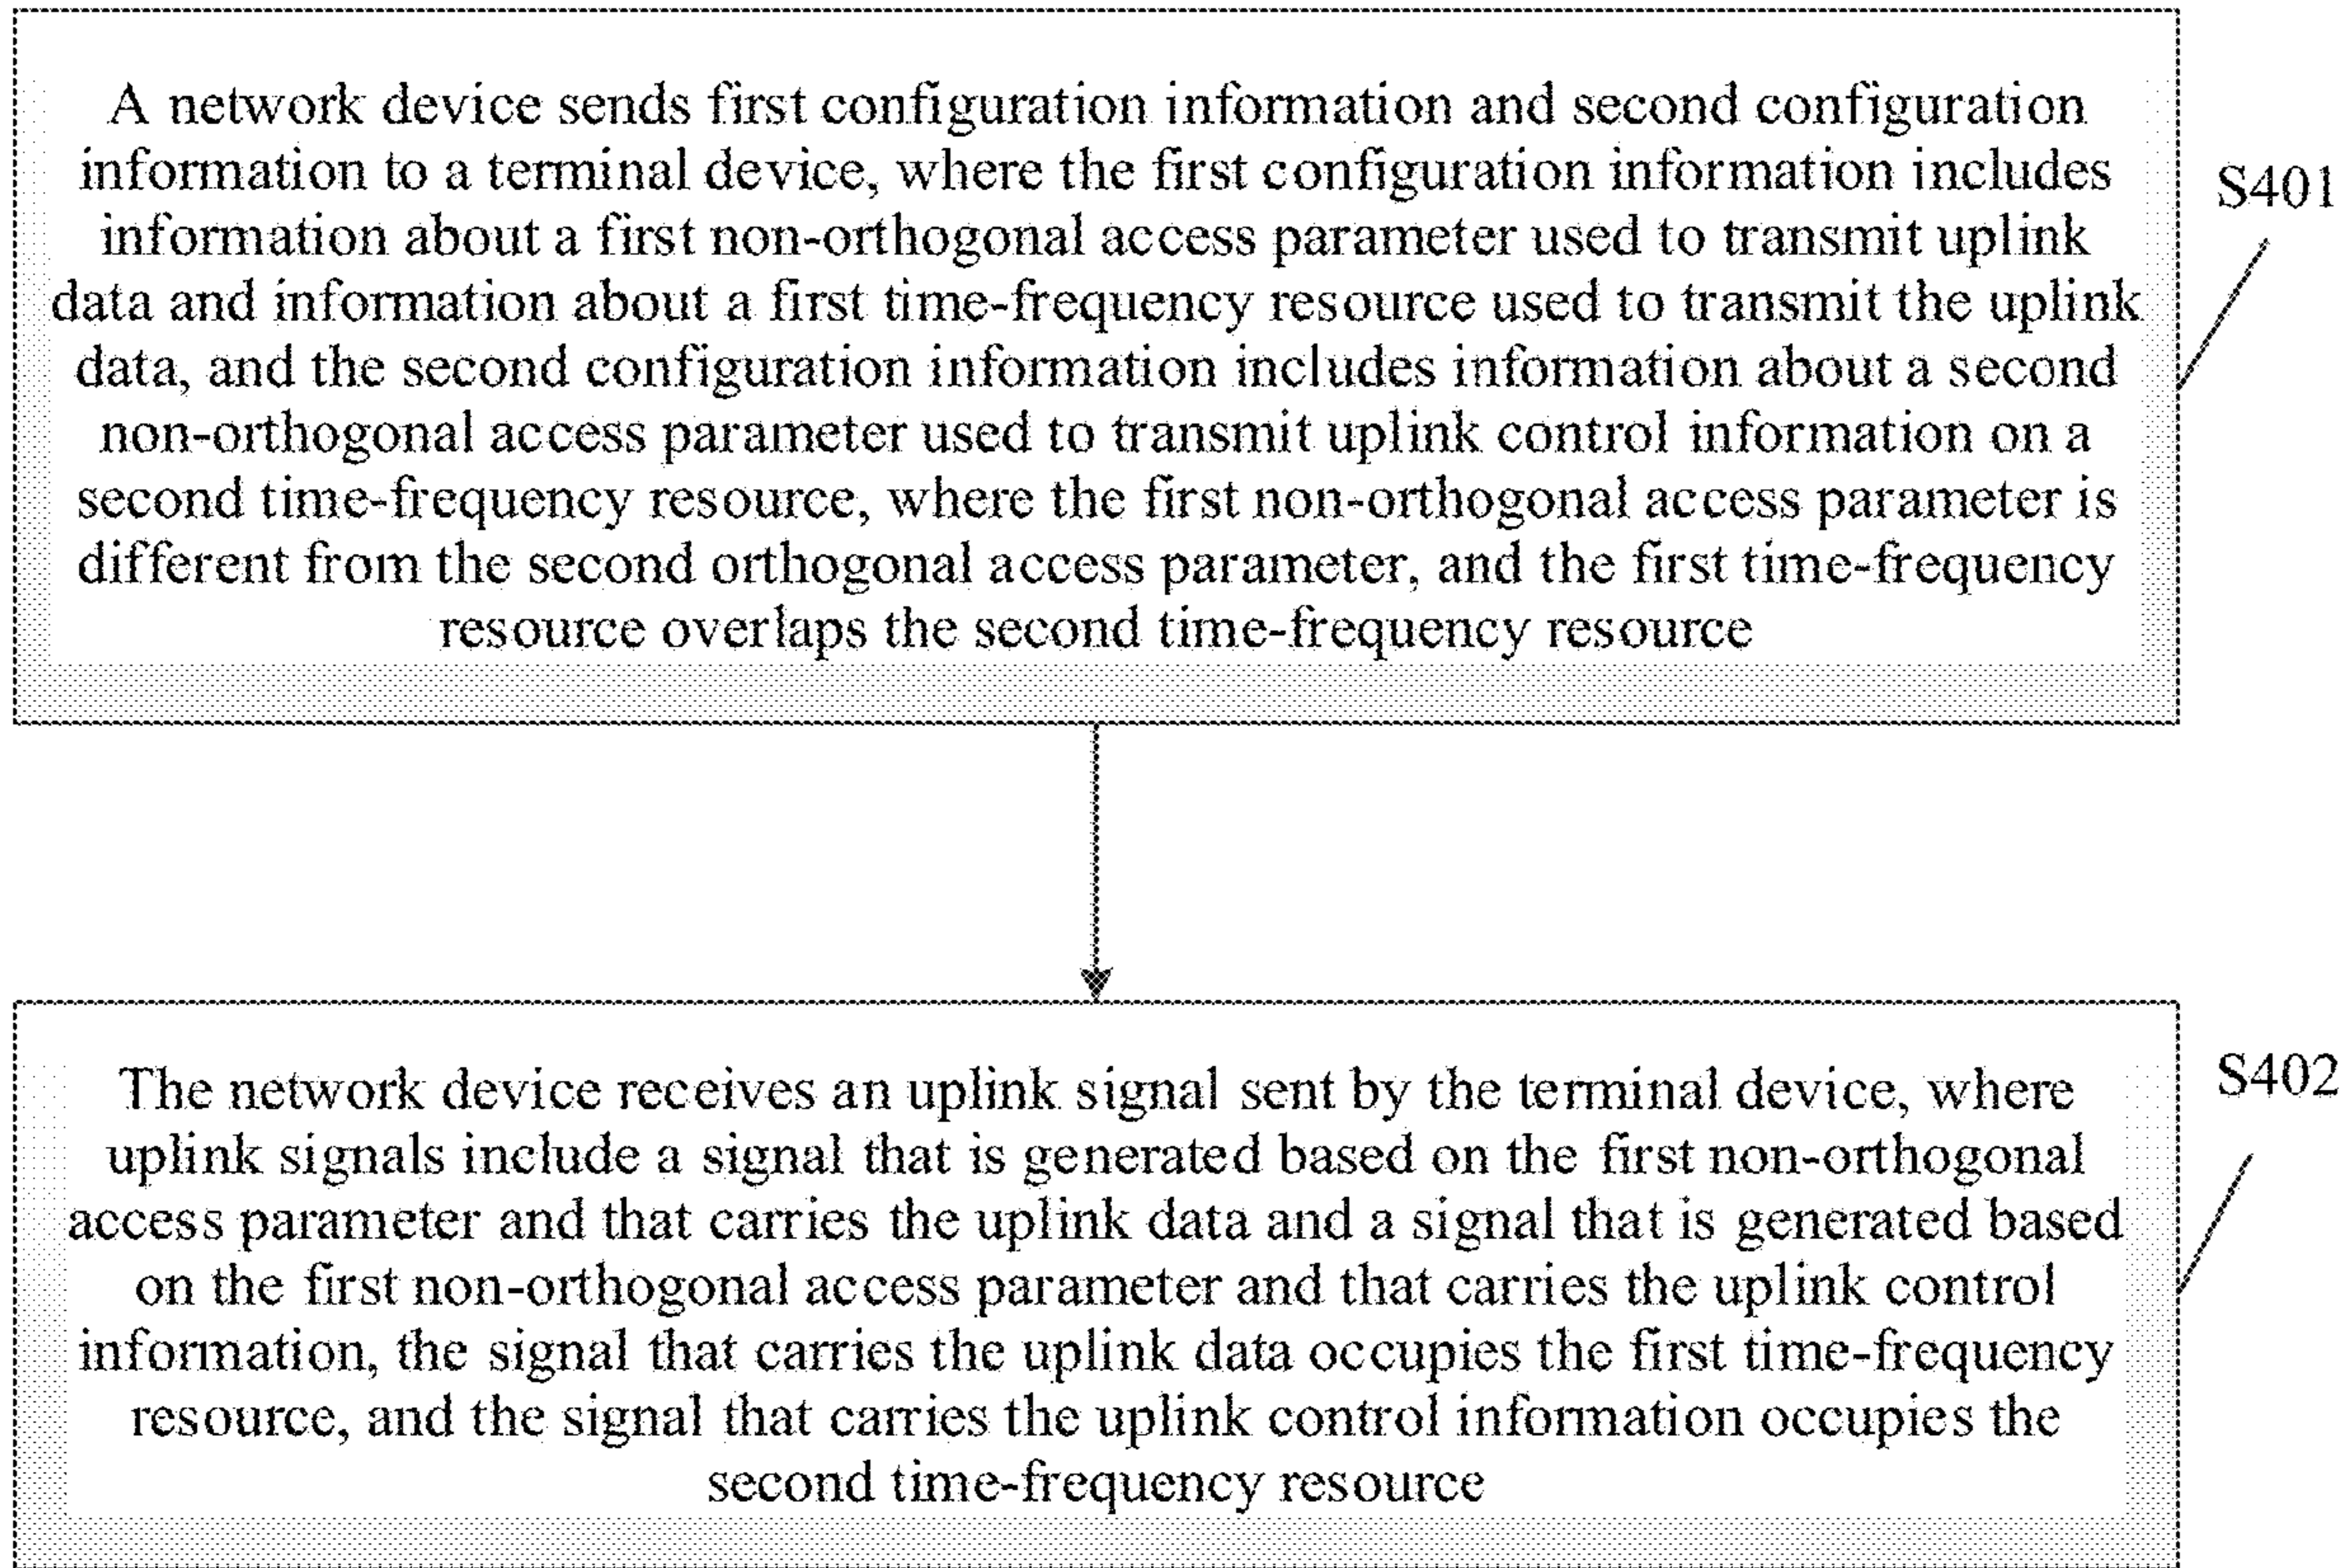 A network device sends first configuration information and second configuration
information to a terminal device, where the first configuration information includes
information about a first non-orthogonal access parameter used to transmit uplink
data and information about a first time-frequency resource used to transmit the uplink
data, and the second configuration information includes information about a second
non-orthogonal access parameter used to transmit uplink control information on a
second time-frequency resource, where the first non-orthogonal access parameter is
different from the second orthogonal access parameter, and the first time-frequency
resource overlaps the second time-frequency resource
S401
The network device receives an uplink signal sent by the terminal device, where
uplink signals include a signal that is generated based on the first non-orthogonal
access parameter and that carries the uplink data and a signal that is generated based
on the first non-orthogonal access parameter and that carries the uplink control
information, the signal that carries the uplink data occupies the first time-frequency
resource, and the signal that carries the uplink control information occupies the
second time-frequency resource
S402